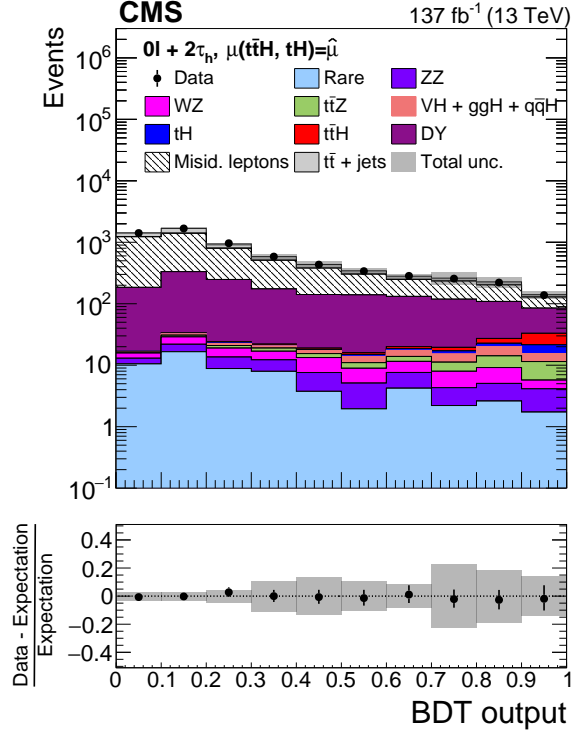 CMS 137 fb⁻¹ (13 TeV)
0l + 2τₕ, μ(tt̄H, tH)=μ̂
Data Rare ZZ
WZ tt̄Z VH + ggH + qq̄H
tH tt̄H DY
Misid. leptons tt̄ + jets Total unc.
Events
10⁶
10⁵
10⁴
10³
10²
10
1
10⁻¹
Data - Expectation
Expectation
0.4
0.2
0
−0.2
−0.4
0 0.1 0.2 0.3 0.4 0.5 0.6 0.7 0.8 0.9 1
BDT output